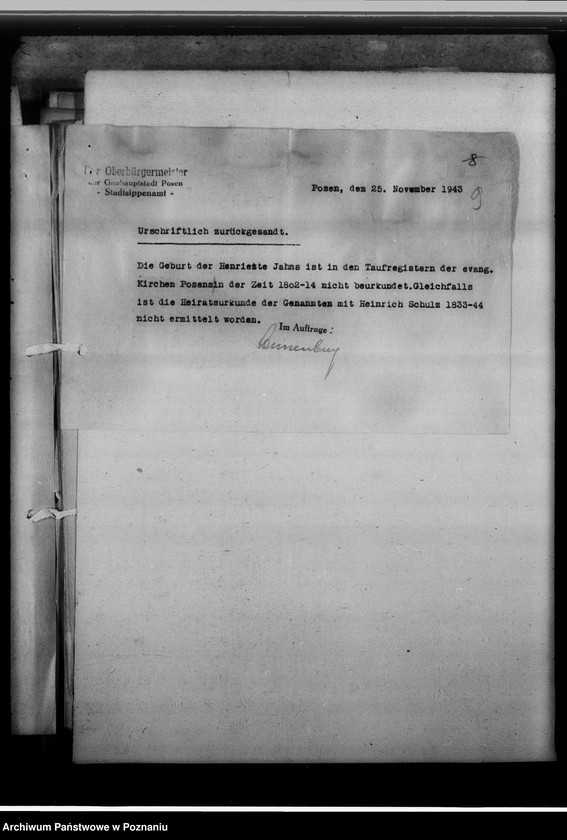 Der Oberbürgermeister
der Gauhauptstadt Posen
- Stadtsippenamt -
8
9
Posen, den 25. November 1943
Urschriftlich zurückgesandt.
Die Geburt der Henriette Jahns ist in den Taufregistern der evang.
Kirchen Posens in der Zeit 1802-14 nicht beurkundet.Gleichfalls
ist die Heiratsurkunde der Genannten mit Heinrich Schulz 1833-44
nicht ermittelt worden.
Im Auftrage :
Archiwum Państwowe w Poznaniu